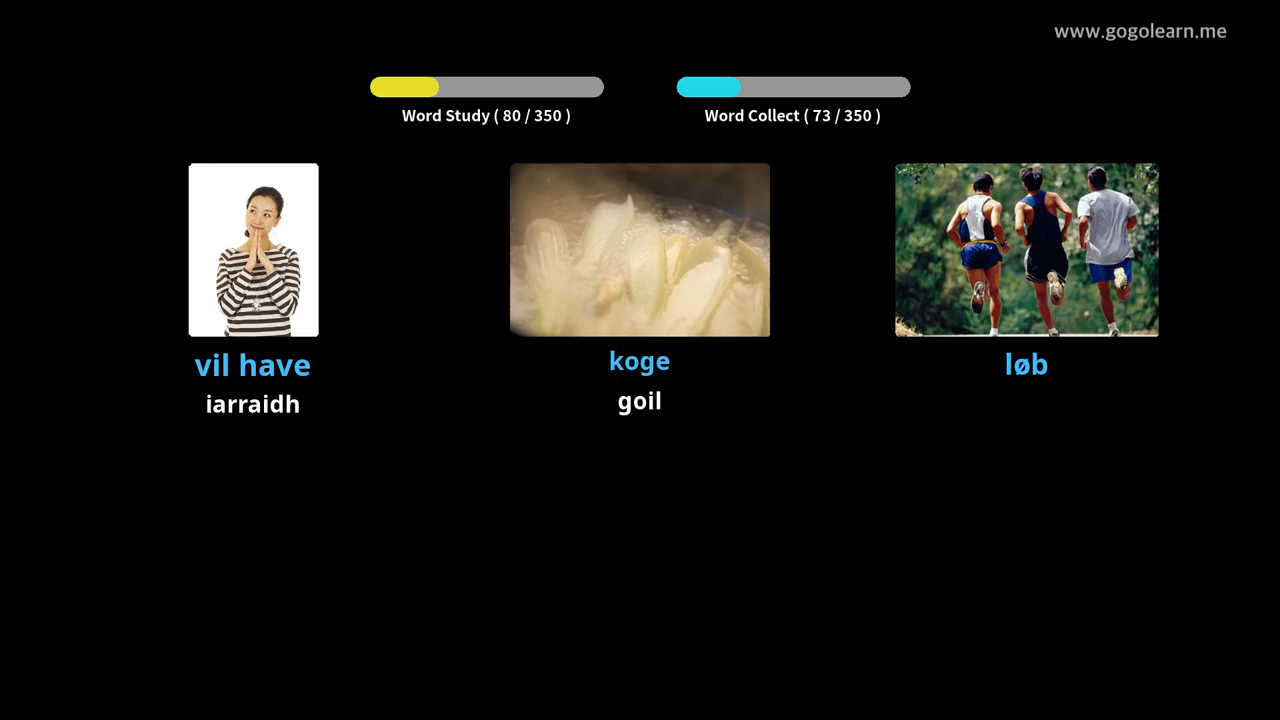 www.gogolearn.me
Word Study ( 80 / 350 )
Word Collect ( 73 / 350 )
vil have
iarraidh
koge
goil
løb